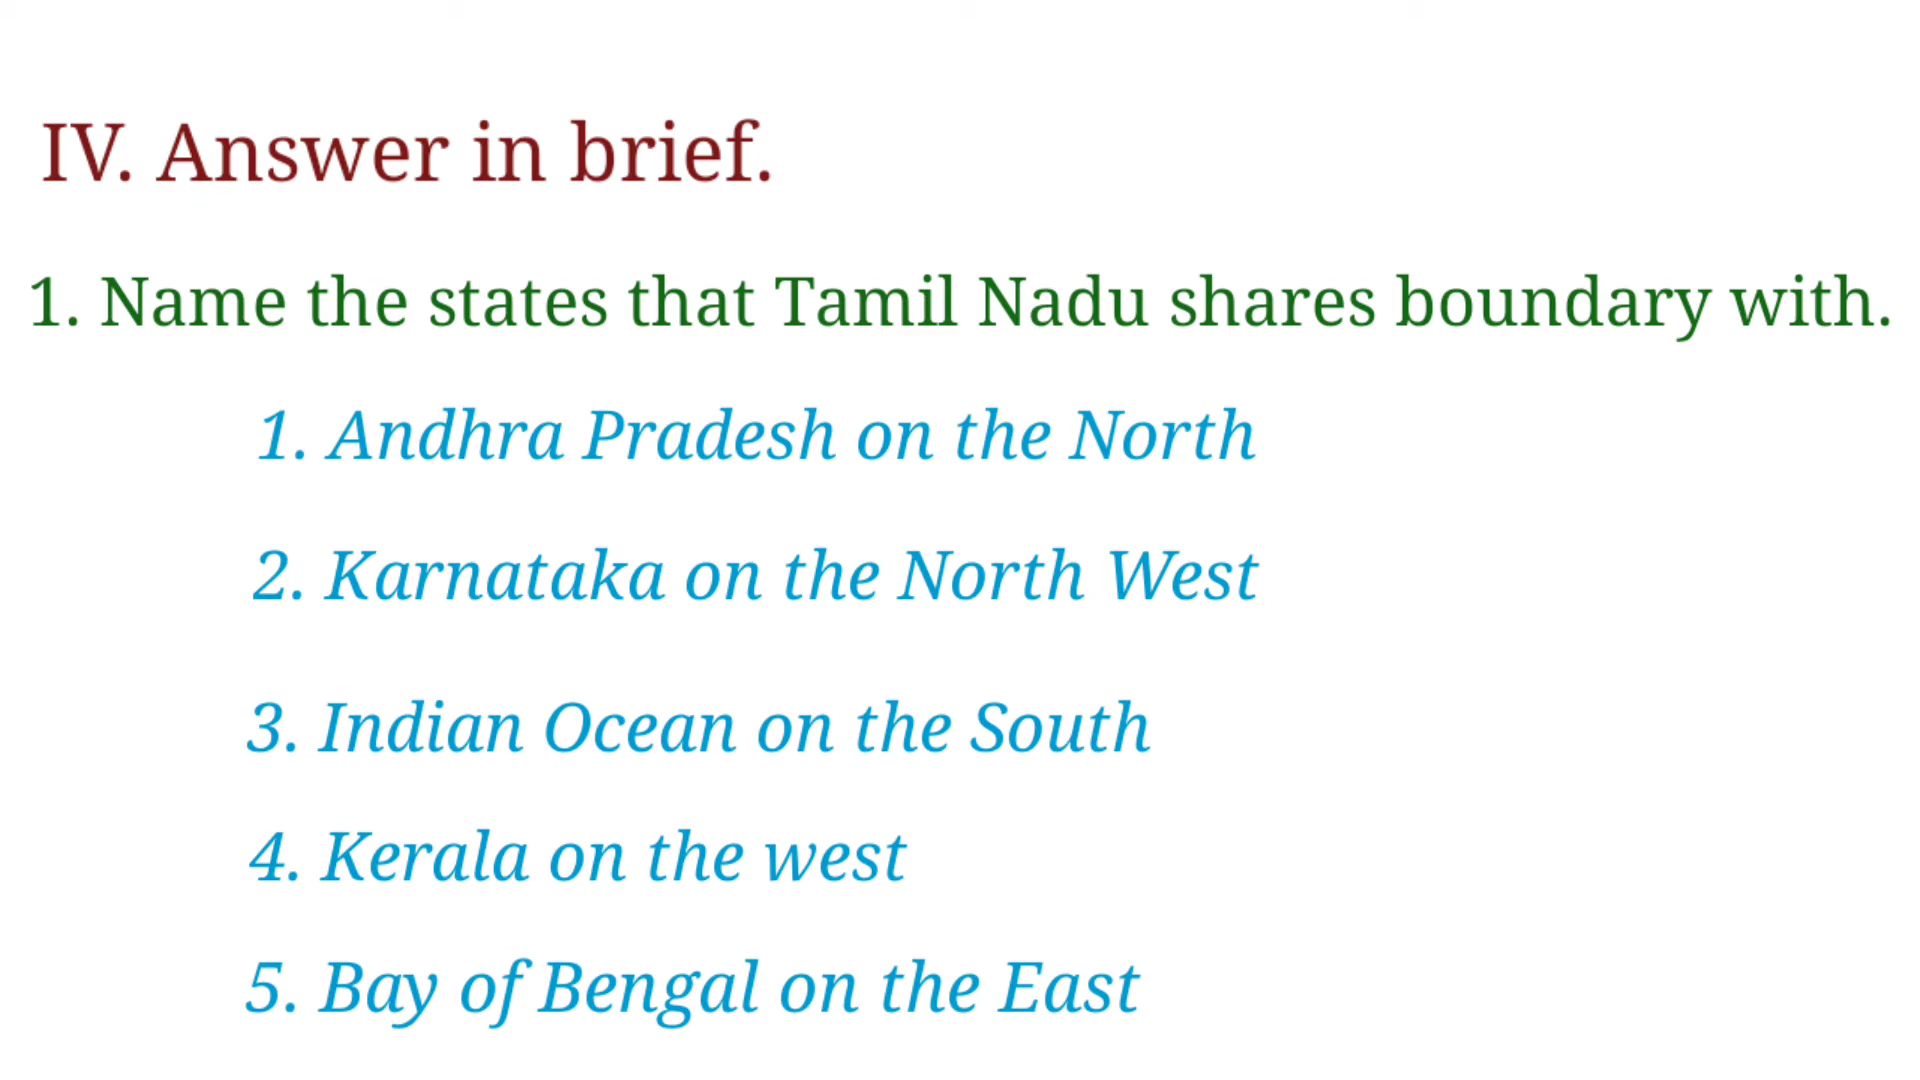 IV. Answer in brief.
1. Name the states that Tamil Nadu shares boundary with.
1. Andhra Pradesh on the North
2. Karnataka on the North West
3. Indian Ocean on the South
4. Kerala on the west
5. Bay of Bengal on the East